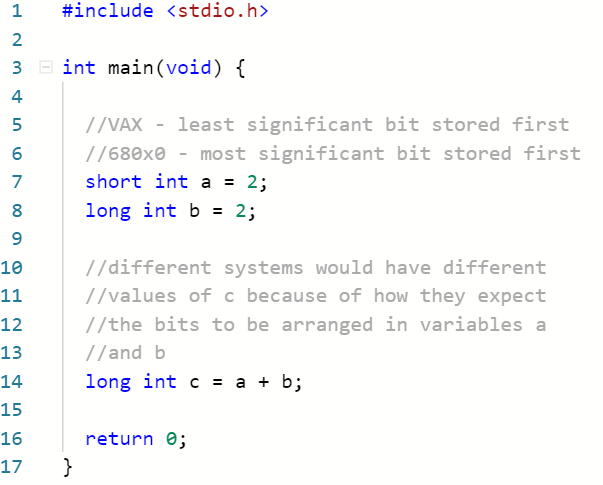 1 #include <stdio.h>
2
3 int main(void) {
4
5 //VAX - least significant bit stored first
6 //680x0 - most significant bit stored first
7 short int a = 2;
8 long int b = 2;
9
10 //different systems would have different
11 //values of c because of how they expect
12 //the bits to be arranged in variables a
13 //and b
14 long int c = a + b;
15
16 return 0;
17 }